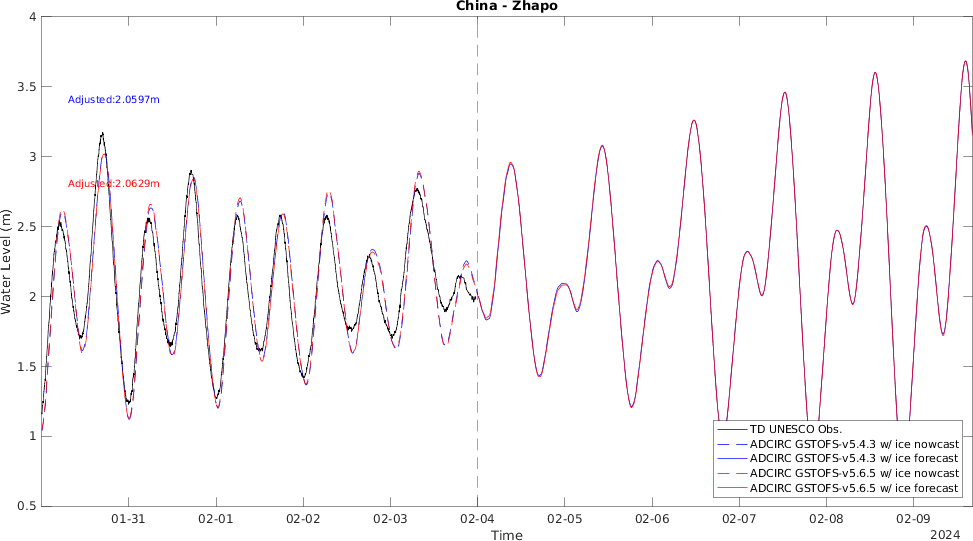 China - Zhapo
4
3.5
3
2.5
2
1.5
1
0.5
Water Level (m)
Adjusted:2.0597m
Adjusted:2.0629m
TD UNESCO Obs.
ADCIRC GSTOFS-v5.4.3 w/ ice nowcast
ADCIRC GSTOFS-v5.4.3 w/ ice forecast
ADCIRC GSTOFS-v5.6.5 w/ ice nowcast
ADCIRC GSTOFS-v5.6.5 w/ ice forecast
01-31 02-01 02-02 02-03 02-04 02-05 02-06 02-07 02-08 02-09
Time
2024